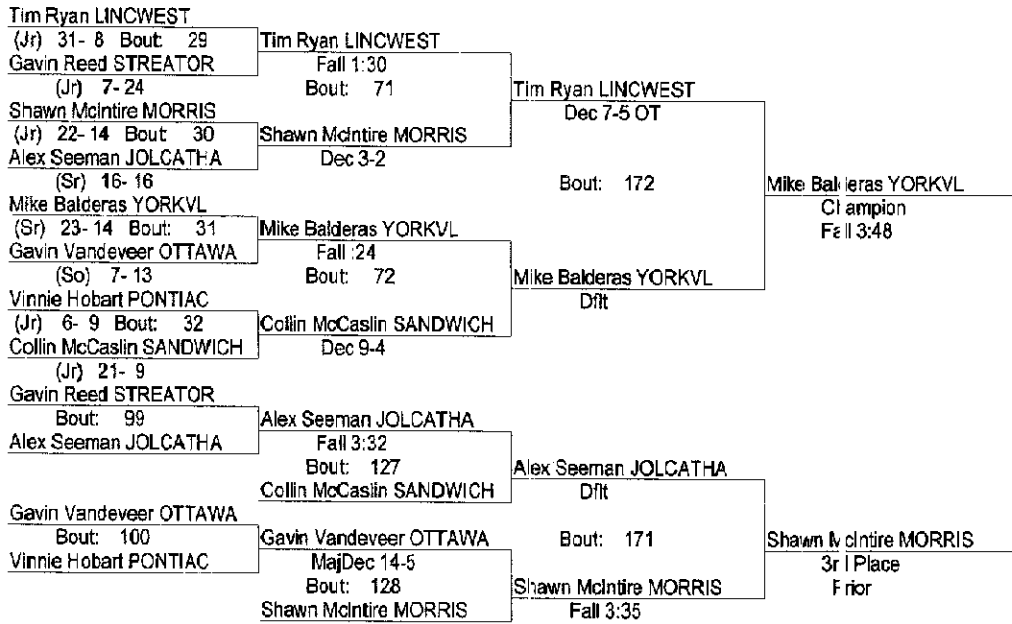 Tim Ryan LINCWEST
(Jr) 31- 8 Bout: 29
Gavin Reed STREATOR
(Jr) 7-24
Shawn McIntire MORRIS
(Jr) 22-14 Bout 30
Alex Seeman JOLCATHA
(Sr) 16-16
Mike Balderas YORKVL
(Sr) 23-14 Bout: 31
Gavin Vandeveer OTTAWA
(So) 7-13
Vinnie Hobart PONTIAC
(Jr) 6- 9 Bout: 32
Collin McCaslin SANDWICH
(Jr) 21- 9
Tim Ryan LINCWEST
Fall 1:30
Bout: 71
Shawn McIntire MORRIS
Dec 3-2
Mike Balderas YORKVL
Fall :24
Bout: 72
Collin McCaslin SANDWICH
Dec 9-4
Tim Ryan LINCWEST
Dec 7-5 OT
Bout: 172
Mike Balderas YORKVL
Dflt
Mike Balderas YORKVL
Champion
Fall 3:48
Gavin Reed STREATOR
Bout: 99
Alex Seeman JOLCATHA
Gavin Vandeveer OTTAWA
Bout: 100
Vinnie Hobart PONTIAC
Alex Seeman JOLCATHA
Fall 3:32
Bout: 127
Collin McCaslin SANDWICH
Gavin Vandeveer OTTAWA
MajDec 14-5
Bout: 128
Shawn McIntire MORRIS
Alex Seeman JOLCATHA
Dflt
Bout: 171
Shawn McIntire MORRIS
Fall 3:35
Shawn McIntire MORRIS
3rd Place
Prior